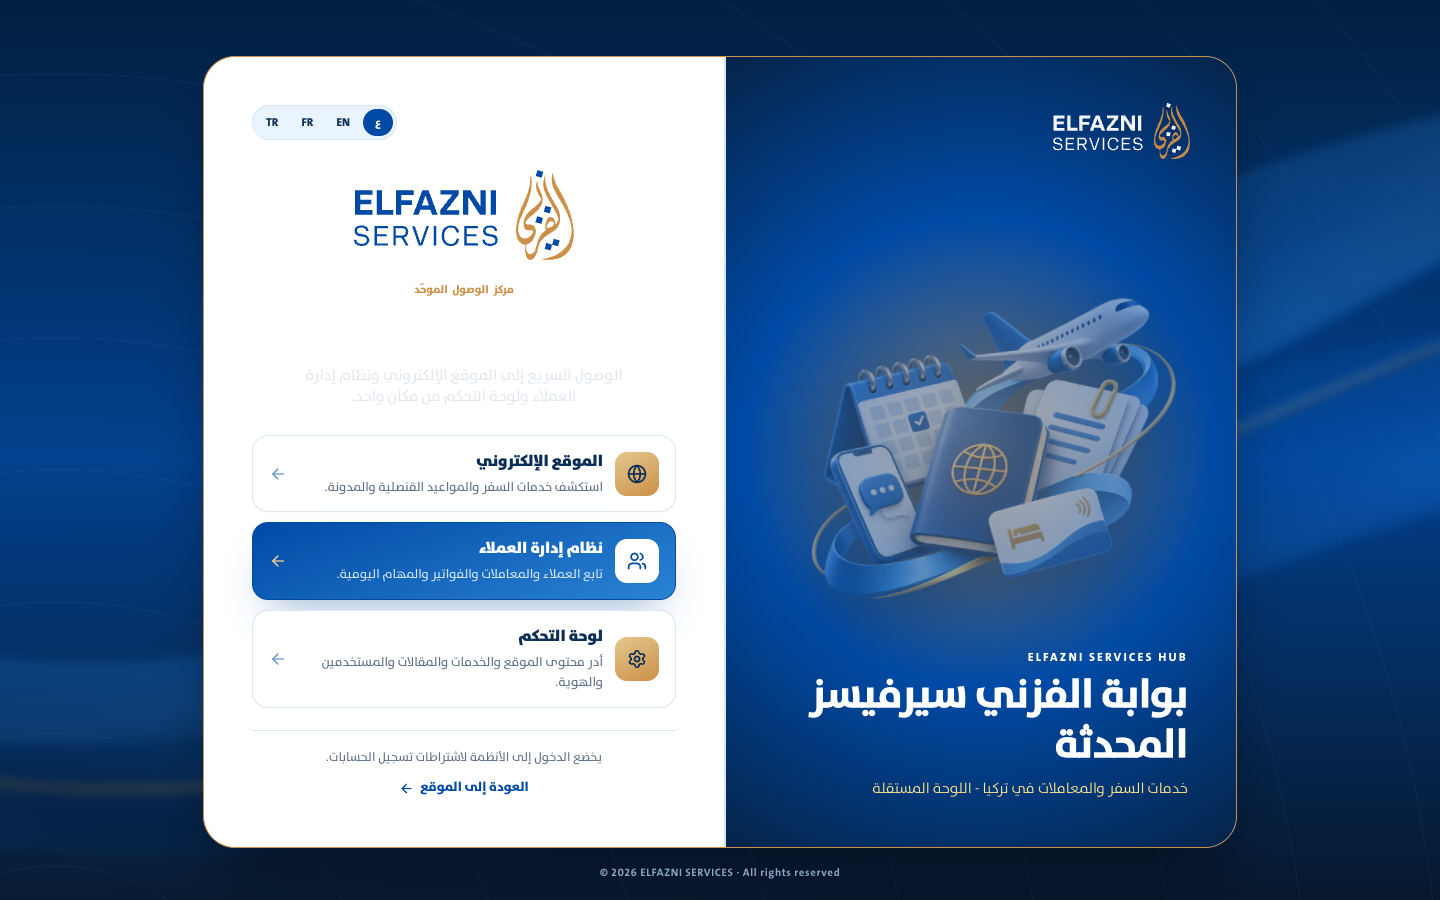 ELFAZNI
SERVICES
الفزني
ELFAZNI SERVICES HUB
بوابة الفزني سيرفيسز
المحدثة
خدمات السفر والمعاملات في تركيا - اللوحة المستقلة
ع EN FR TR
ELFAZNI
SERVICES
الفزني
مركز الوصول الموحّد
الوصول السريع إلى الموقع الإلكتروني ونظام إدارة
العملاء ولوحة التحكم من مكان واحد.
الموقع الإلكتروني
استكشف خدمات السفر والمواعيد القنصلية والمدونة.
نظام إدارة العملاء
تابع العملاء والمعاملات والفواتير والمهام اليومية.
لوحة التحكم
أدر محتوى الموقع والخدمات والمقالات والمستخدمين
والهوية.
يخضع الدخول إلى الأنظمة لاشتراطات تسجيل الحسابات.
العودة إلى الموقع
© 2026 ELFAZNI SERVICES · All rights reserved